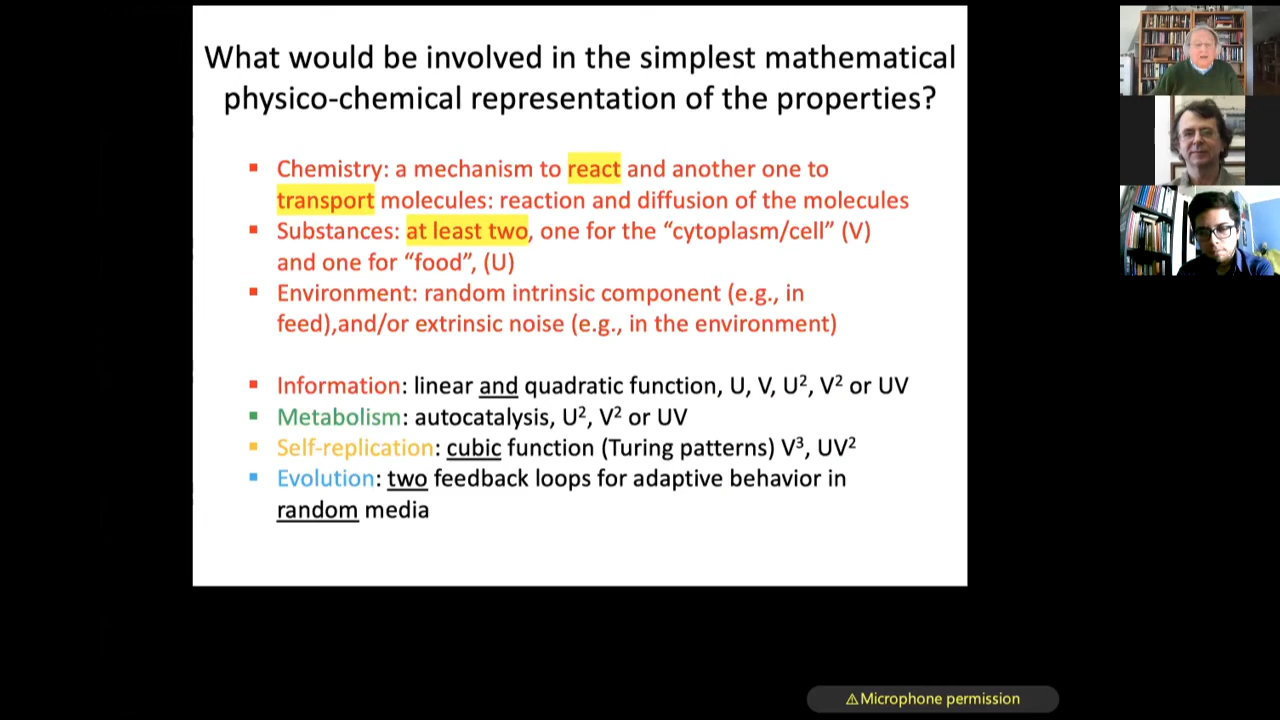 What would be involved in the simplest mathematical
physico-chemical representation of the properties?
▪ Chemistry: a mechanism to react and another one to
transport molecules: reaction and diffusion of the molecules
▪ Substances: at least two, one for the “cytoplasm/cell” (V)
and one for “food”, (U)
▪ Environment: random intrinsic component (e.g., in
feed),and/or extrinsic noise (e.g., in the environment)
▪ Information: linear and quadratic function, U, V, U², V² or UV
▪ Metabolism: autocatalysis, U², V² or UV
▪ Self-replication: cubic function (Turing patterns) V³, UV²
▪ Evolution: two feedback loops for adaptive behavior in
random media
⚠Microphone permission